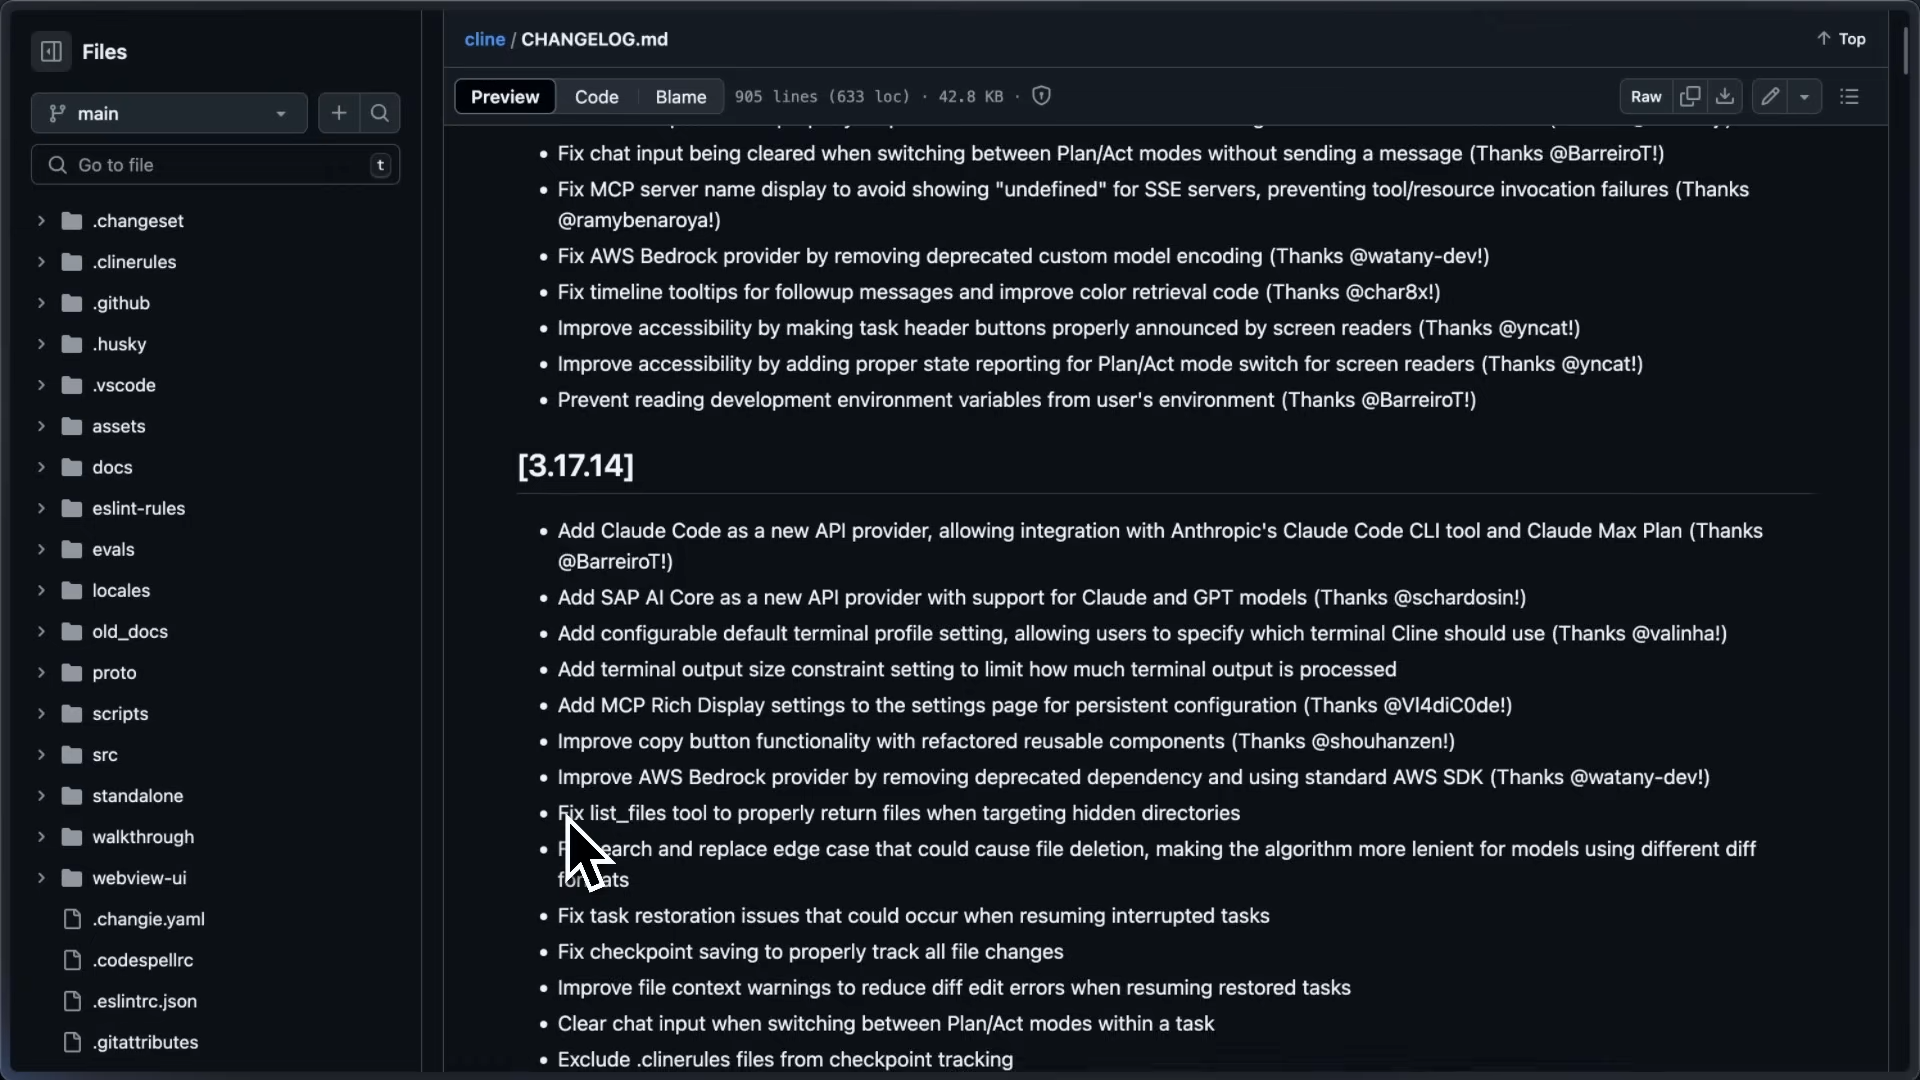 Files
main
Go to file
t
.changeset
.clinerules
.github
.husky
.vscode
assets
docs
eslint-rules
evals
locales
old_docs
proto
scripts
src
standalone
walkthrough
webview-ui
.changie.yaml
.codespellrc
.eslintrc.json
.gitattributes
cline / CHANGELOG.md
Top
Preview
Code
Blame
905 lines (633 loc) · 42.8 KB ·
Raw
• Fix chat input being cleared when switching between Plan/Act modes without sending a message (Thanks @BarreiroT!)
• Fix MCP server name display to avoid showing "undefined" for SSE servers, preventing tool/resource invocation failures (Thanks
@ramybenaroya!)
• Fix AWS Bedrock provider by removing deprecated custom model encoding (Thanks @watany-dev!)
• Fix timeline tooltips for followup messages and improve color retrieval code (Thanks @char8x!)
• Improve accessibility by making task header buttons properly announced by screen readers (Thanks @yncat!)
• Improve accessibility by adding proper state reporting for Plan/Act mode switch for screen readers (Thanks @yncat!)
• Prevent reading development environment variables from user's environment (Thanks @BarreiroT!)
[3.17.14]
• Add Claude Code as a new API provider, allowing integration with Anthropic's Claude Code CLI tool and Claude Max Plan (Thanks
@BarreiroT!)
• Add SAP AI Core as a new API provider with support for Claude and GPT models (Thanks @schardosin!)
• Add configurable default terminal profile setting, allowing users to specify which terminal Cline should use (Thanks @valinha!)
• Add terminal output size constraint setting to limit how much terminal output is processed
• Add MCP Rich Display settings to the settings page for persistent configuration (Thanks @Vl4diC0de!)
• Improve copy button functionality with refactored reusable components (Thanks @shouhanzen!)
• Improve AWS Bedrock provider by removing deprecated dependency and using standard AWS SDK (Thanks @watany-dev!)
• Fix list_files tool to properly return files when targeting hidden directories
• and replace edge case that could cause file deletion, making the algorithm more lenient for models using different diff
• Fix task restoration issues that could occur when resuming interrupted tasks
• Fix checkpoint saving to properly track all file changes
• Improve file context warnings to reduce diff edit errors when resuming restored tasks
• Clear chat input when switching between Plan/Act modes within a task
• Exclude .clinerules files from checkpoint tracking